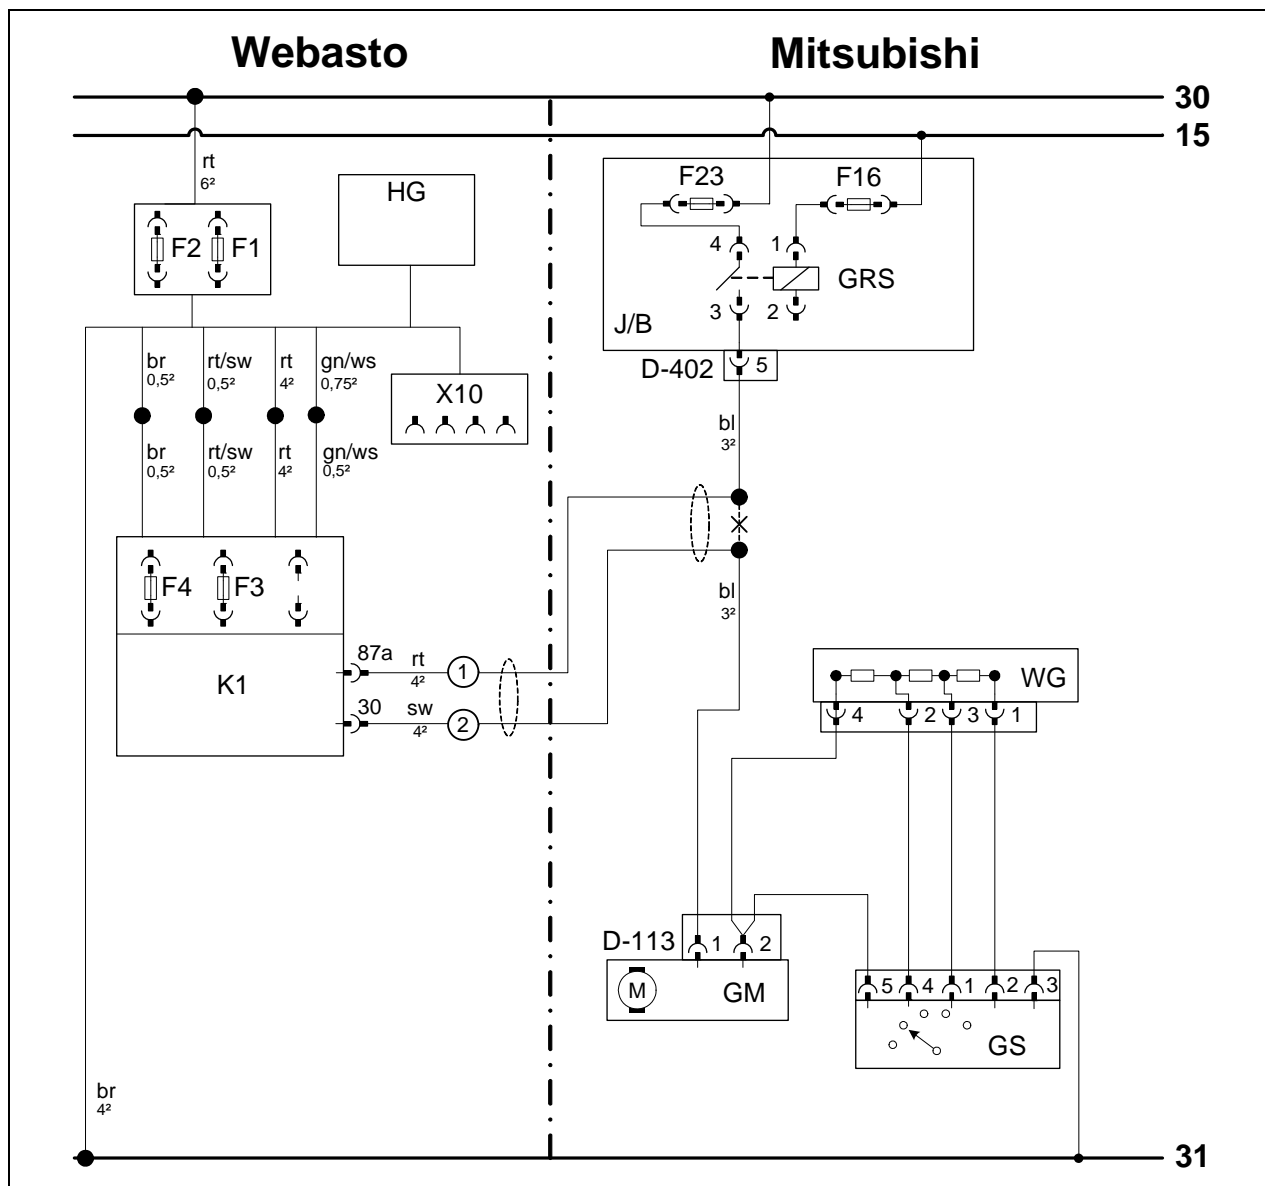 Webasto
Mitsubishi
30
15
rt
6²
HG
F23
F16
F2
F1
4
1
GRS
3
2
J/B
D-402
5
br
0,5²
rt/sw
0,5²
rt
4²
gn/ws
0,75²
X10
br
0,5²
rt/sw
0,5²
rt
4²
gn/ws
0,5²
bl
3²
F4
F3
bl
3²
87a
rt
4²
1
K1
30
sw
4²
2
WG
4
2
3
1
D-113
1
2
M
GM
5
4
1
2
3
GS
br
4²
31